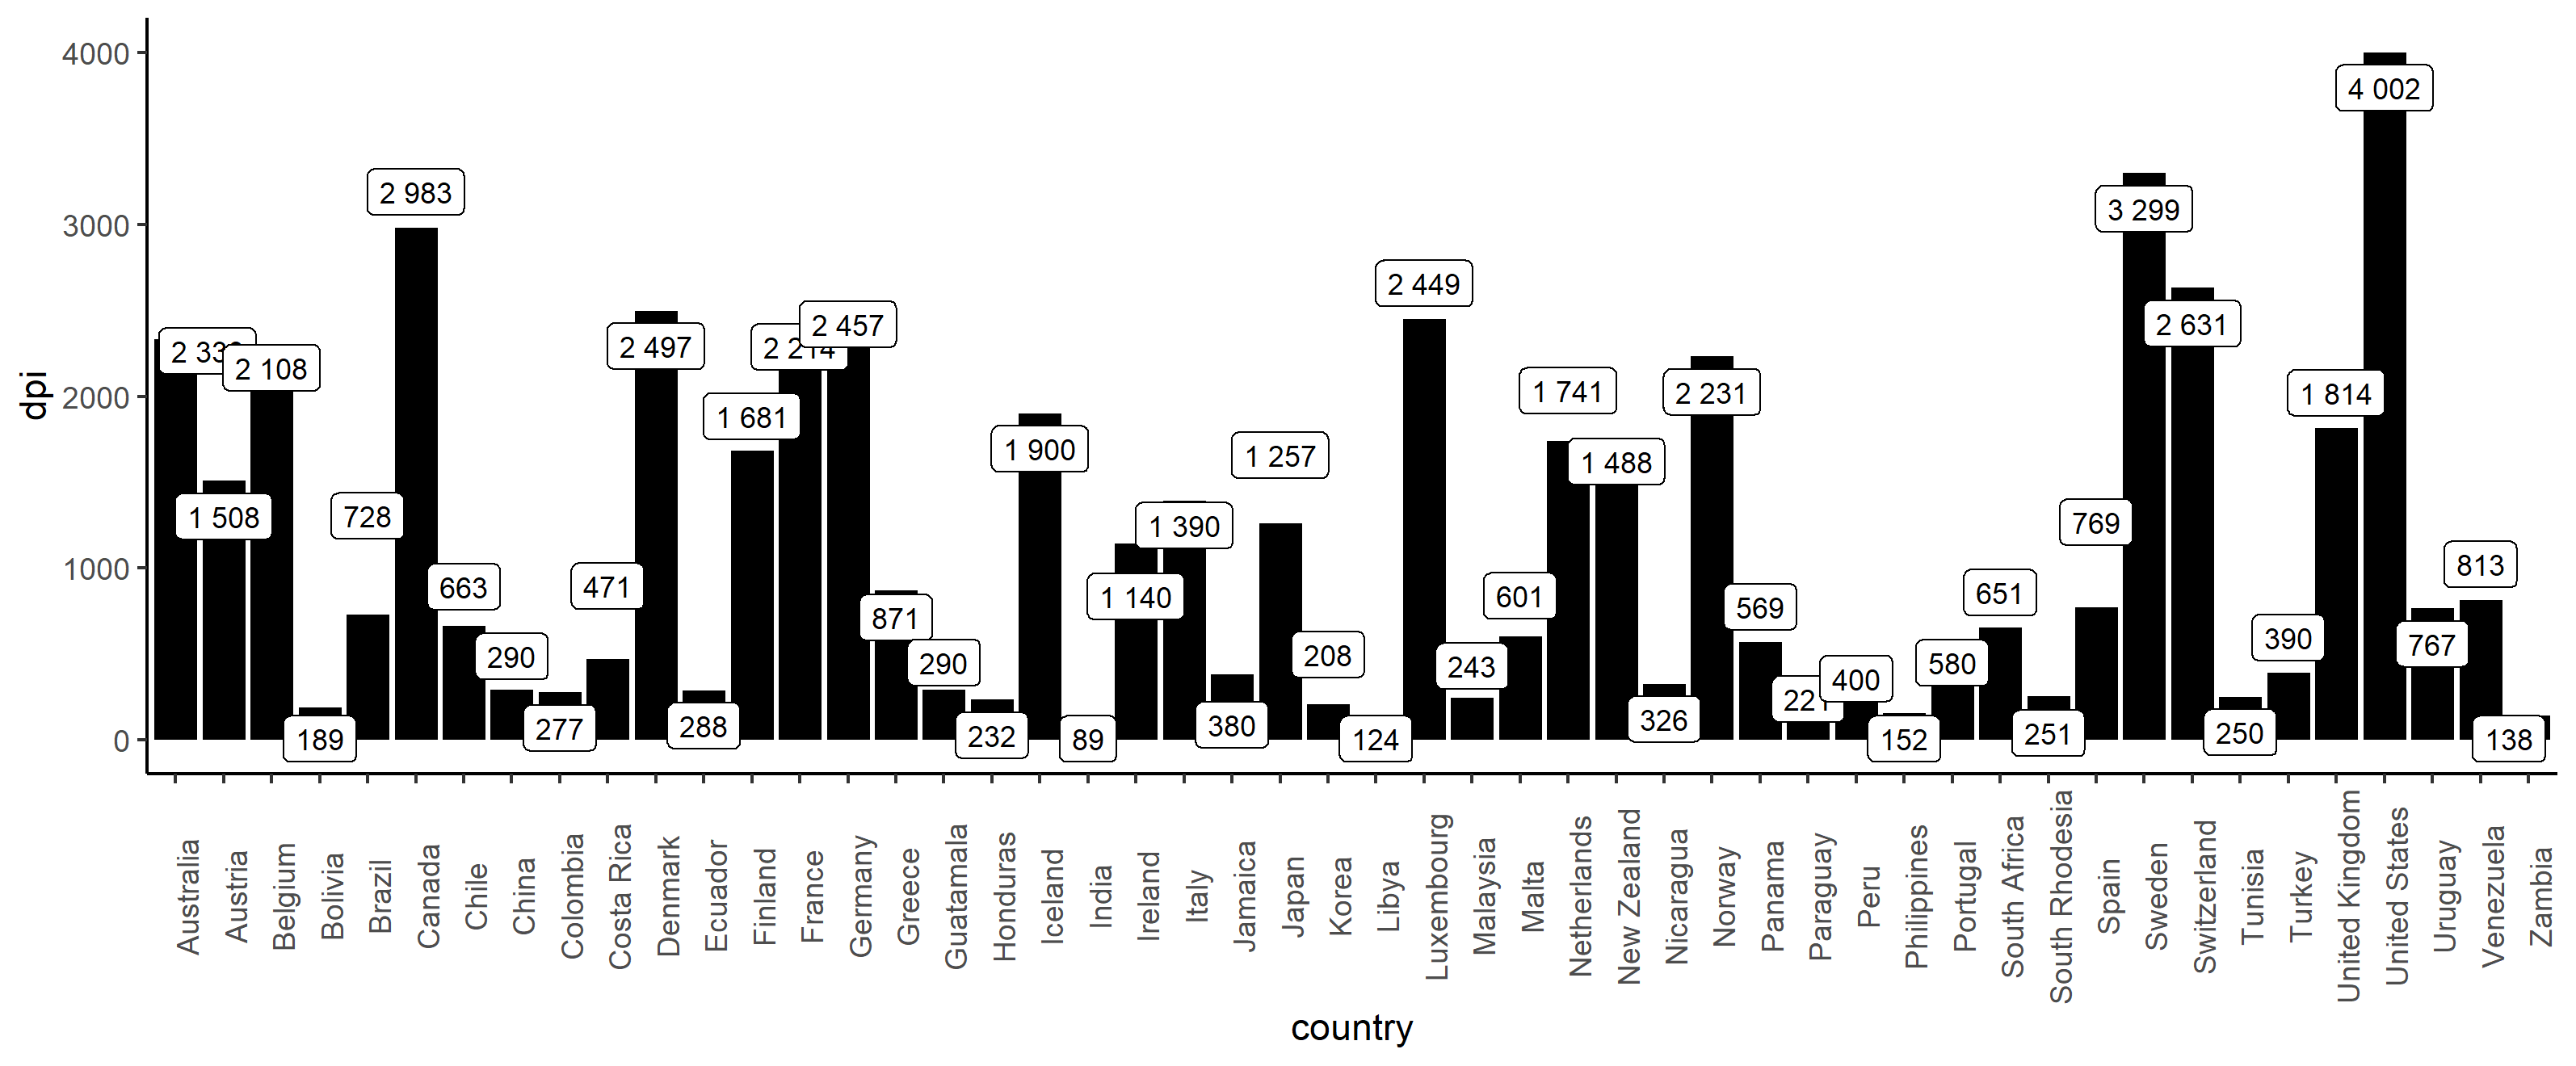 dpi
4000
3000
2000
1000
0
2 108
1 508
189
728
2 983
663
290
277
471
2 497
288
1 681
2 457
871
290
232
1 900
89
1 140
1 390
380
1 257
208
124
2 449
243
601
1 741
1 488
326
2 231
569
400
152
580
651
251
769
3 299
2 631
250
390
1 814
4 002
767
813
138
Australia
Austria
Belgium
Bolivia
Brazil
Canada
Chile
China
Colombia
Costa Rica
Denmark
Ecuador
Finland
France
Germany
Greece
Guatamala
Honduras
Iceland
India
Ireland
Italy
Jamaica
Japan
Korea
Libya
Luxembourg
Malaysia
Malta
Netherlands
New Zealand
Nicaragua
Norway
Panama
Paraguay
Peru
Philippines
Portugal
South Africa
South Rhodesia
Spain
Sweden
Switzerland
Tunisia
Turkey
United Kingdom
United States
Uruguay
Venezuela
Zambia
country